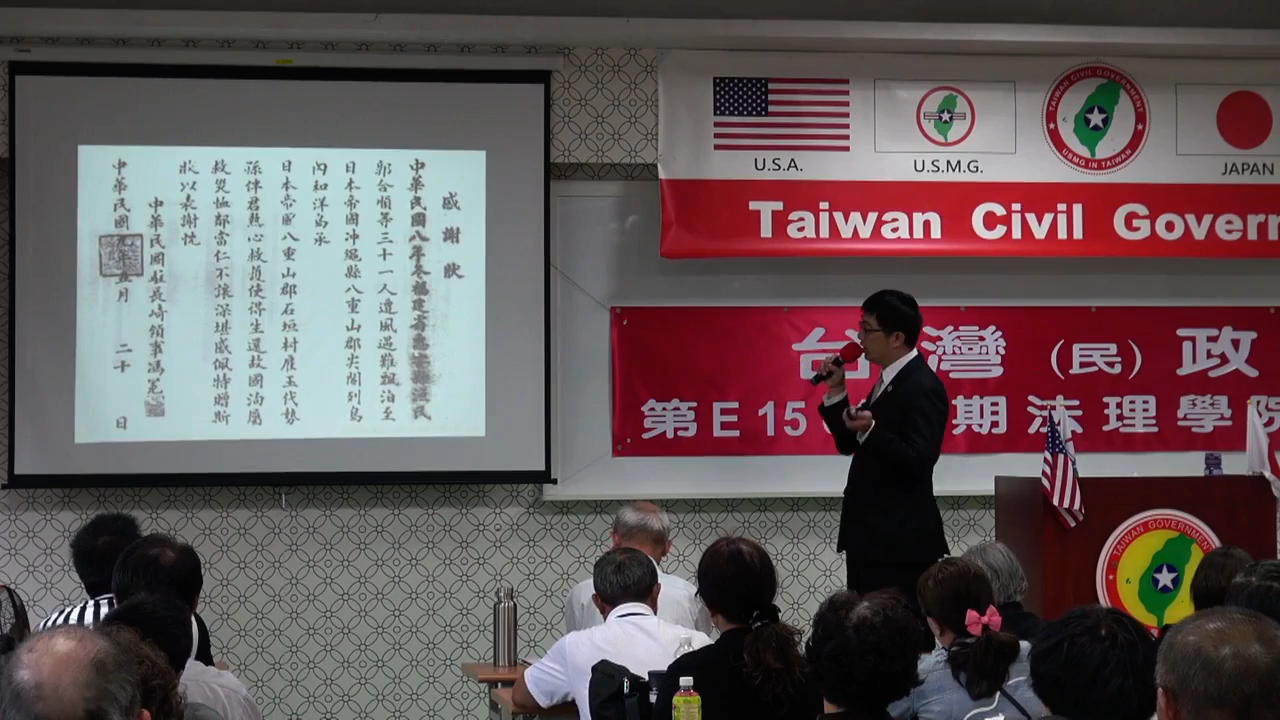 感謝狀
中華民國八年冬福建省惠安縣漁民
郭合順等三十一人遭風遇難飄泊至
日本帝國沖繩縣八重山郡尖閣列島
內和洋島承
日本帝國八重山郡石垣村雇玉代勢
孫伴君熱心救護使得生還故國洵屬
救災恤鄰當仁不讓深堪感佩特贈斯
狀以表謝忱
中華民國駐長崎領事馮冕
中華民國九年五月二十日
U.S.A.
U.S.M.G.
TAIWAN CIVIL GOVERNMENT
USMG IN TAIWAN
JAPAN
Taiwan Civil Govern
台灣(民)政
第E15 期法理學院
TAIWAN GOVERNMENT